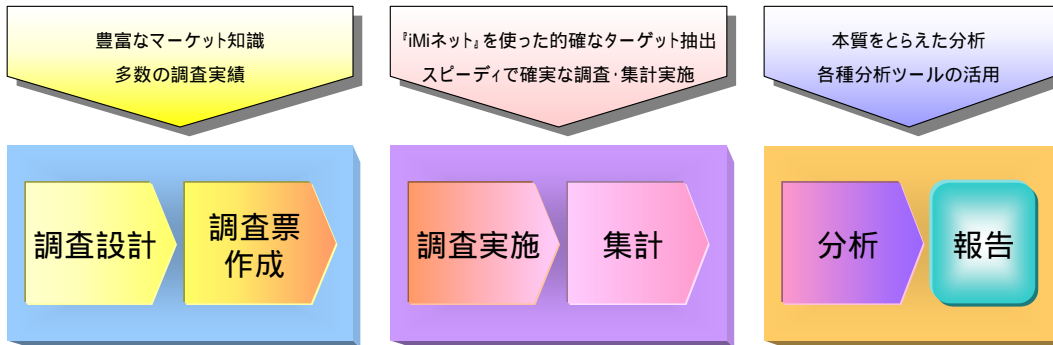 豊富なマーケット知識
多数の調査実績
『iMiネット』を使った的確なターゲット抽出
スピーディで確実な調査・集計実施
本質をとらえた分析
各種分析ツールの活用
調査設計
調査票
作成
調査実施
集計
分析
報告